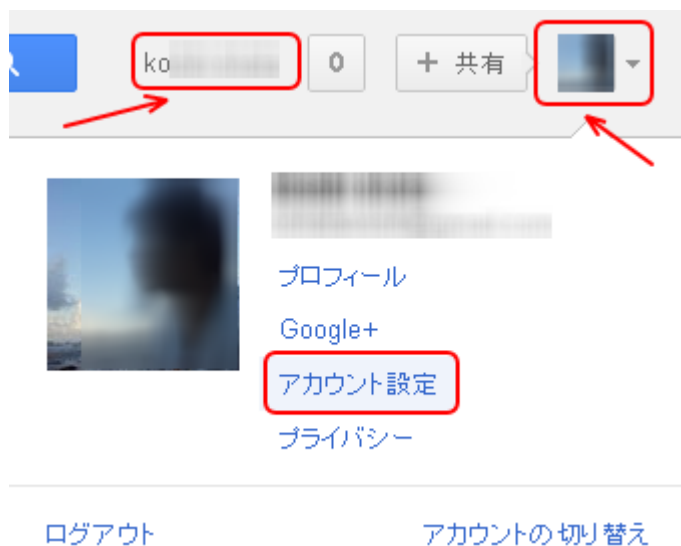 ko
0
+ 共有
プロフィール
Google+
アカウント設定
プライバシー
ログアウト
アカウントの切り替え